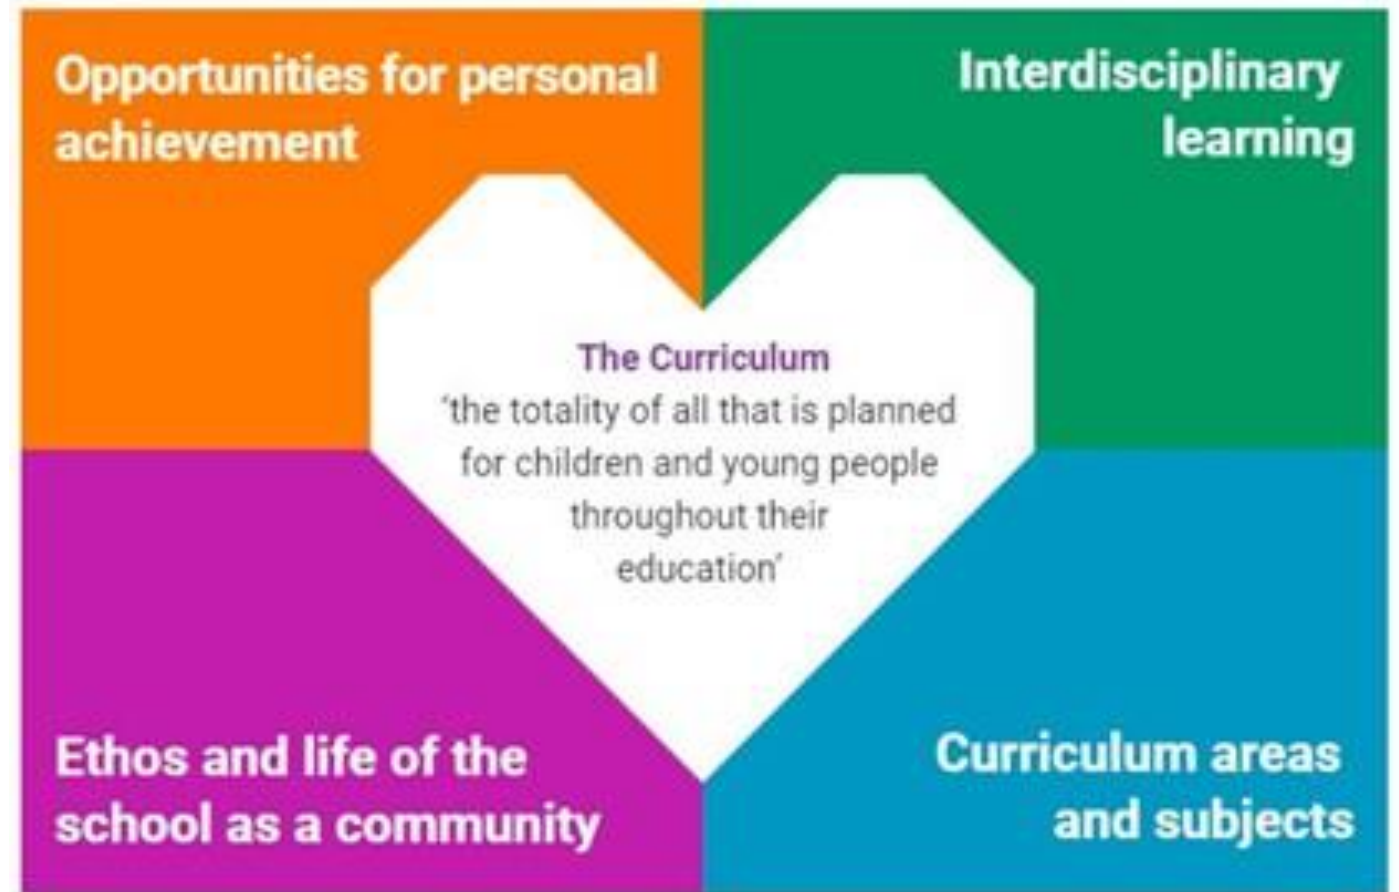 Opportunities for personal
achievement
Interdisciplinary
learning
The Curriculum
‘the totality of all that is planned
for children and young people
throughout their
education’
Ethos and life of the
school as a community
Curriculum areas
and subjects